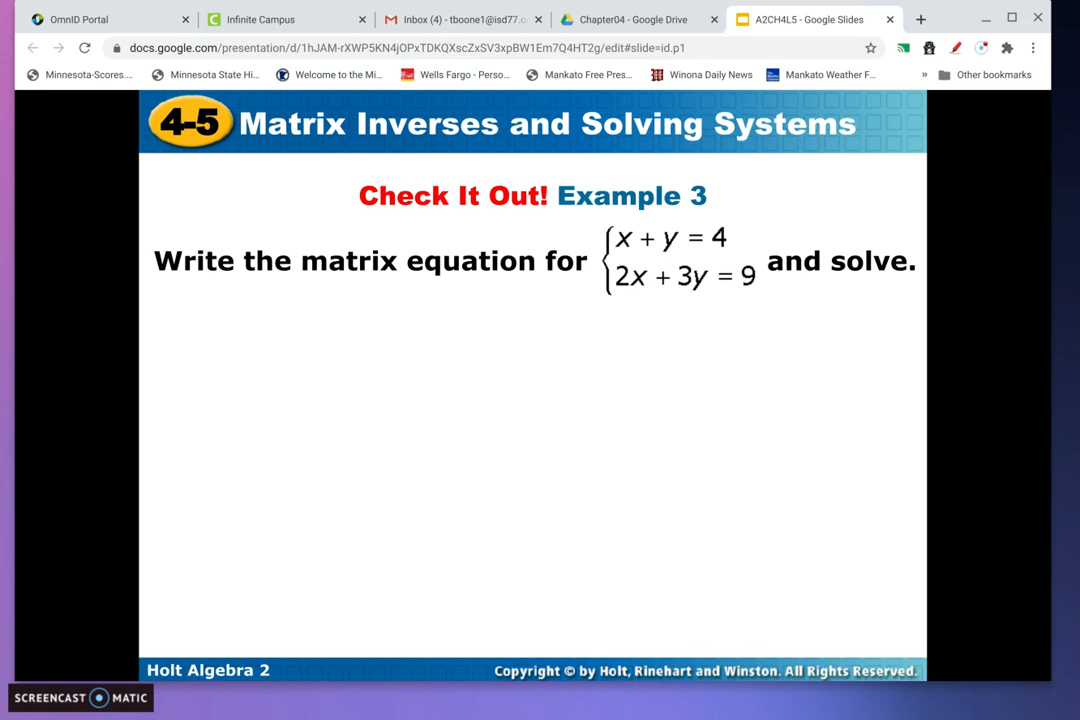 OmnID Portal
Infinite Campus
Inbox (4) - tboone1@isd77.o
Chapter04 - Google Drive
A2CH4L5 - Google Slides
docs.google.com/presentation/d/1hJAM-rXWP5KN4jOPxTDKQXscZxSV3xpBW1Em7Q4HT2g/edit#slide=id.p1
Minnesota-Scores....
Minnesota State Hi...
Welcome to the Mi...
Wells Fargo - Perso...
Mankato Free Pres...
Winona Daily News
Mankato Weather F...
» Other bookmarks
4-5 Matrix Inverses and Solving Systems
Check It Out! Example 3
x + y = 4
Write the matrix equation for { and solve.
2x + 3y = 9
Holt Algebra 2
Copyright © by Holt, Rinehart and Winston. All Rights Reserved.
SCREENCAST MATIC